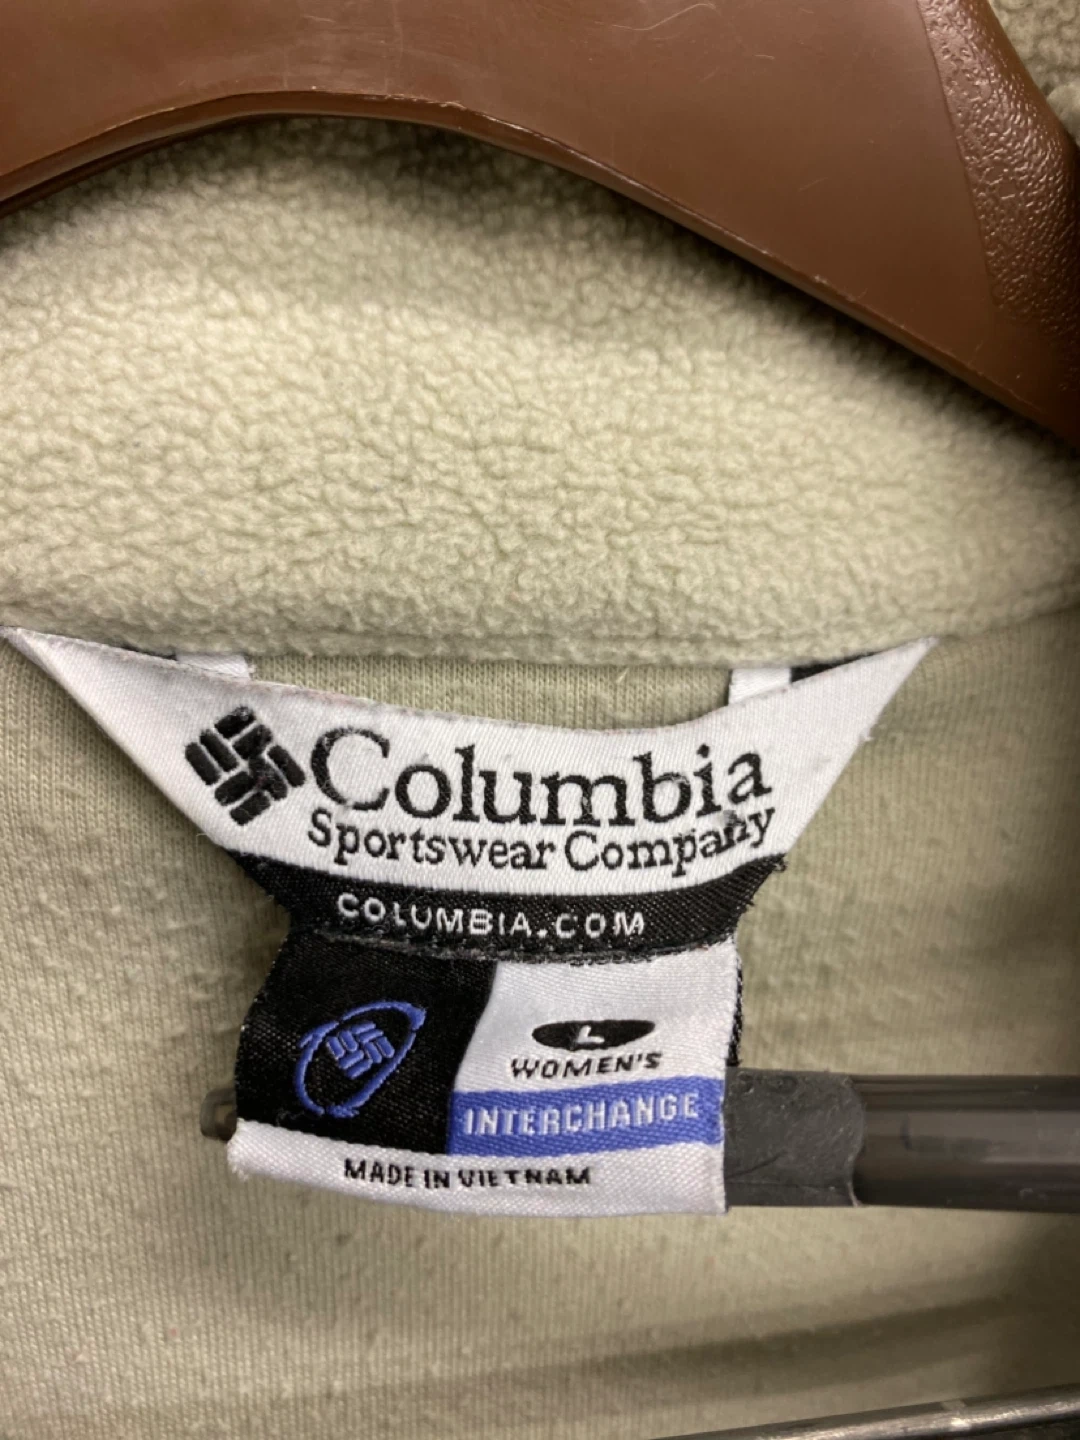 Columbia
Sportswear Company
COLUMBIA.COM
L
WOMEN'S
INTERCHANGE
MADE IN VIETNAM